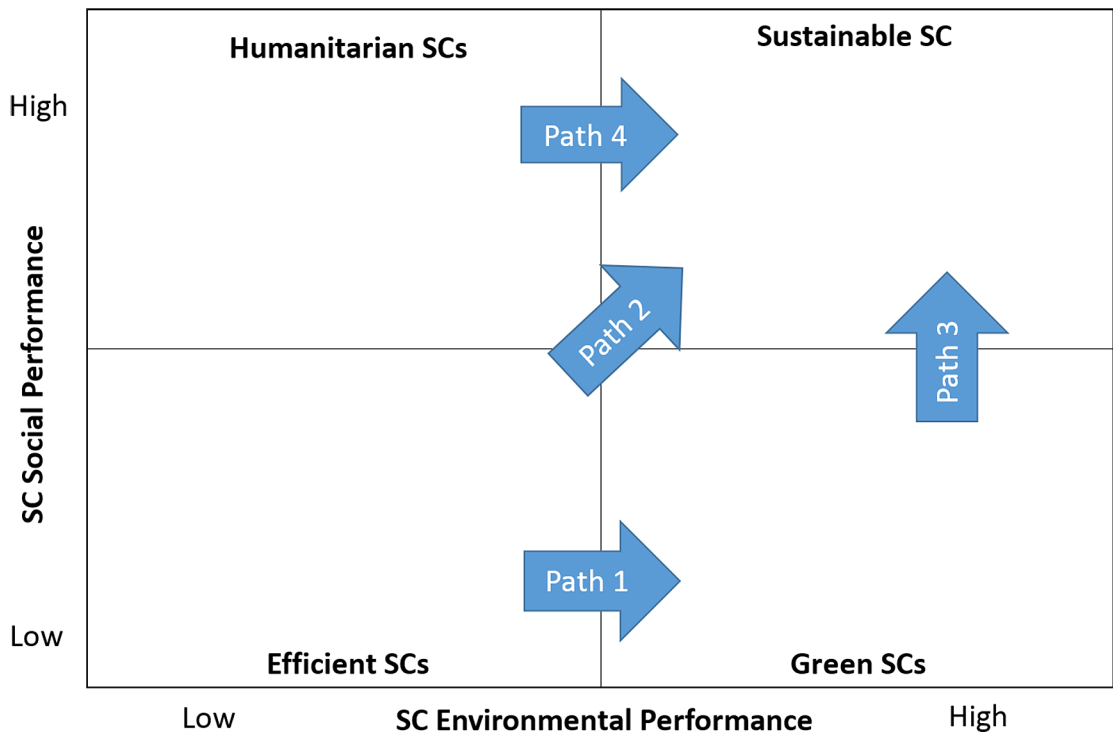 Humanitarian SCs
Sustainable SC
High
Path 4
SC Social Performance
Path 2
Path 3
Path 1
Low
Efficient SCs
Green SCs
Low
SC Environmental Performance
High